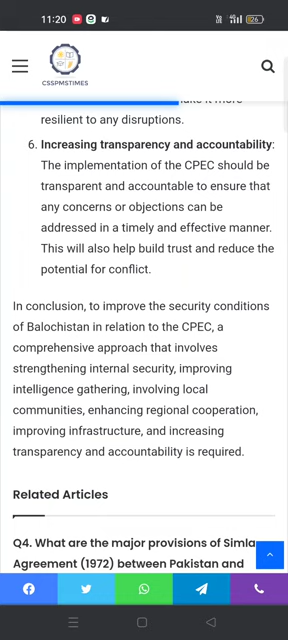 11:20
26
CSSPMSTIMES
make it more
resilient to any disruptions.
6. Increasing transparency and accountability:
The implementation of the CPEC should be
transparent and accountable to ensure that
any concerns or objections can be
addressed in a timely and effective manner.
This will also help build trust and reduce the
potential for conflict.
In conclusion, to improve the security conditions
of Balochistan in relation to the CPEC, a
comprehensive approach that involves
strengthening internal security, improving
intelligence gathering, involving local
communities, enhancing regional cooperation,
improving infrastructure, and increasing
transparency and accountability is required.
Related Articles
Q4. What are the major provisions of Simla
Agreement (1972) between Pakistan and